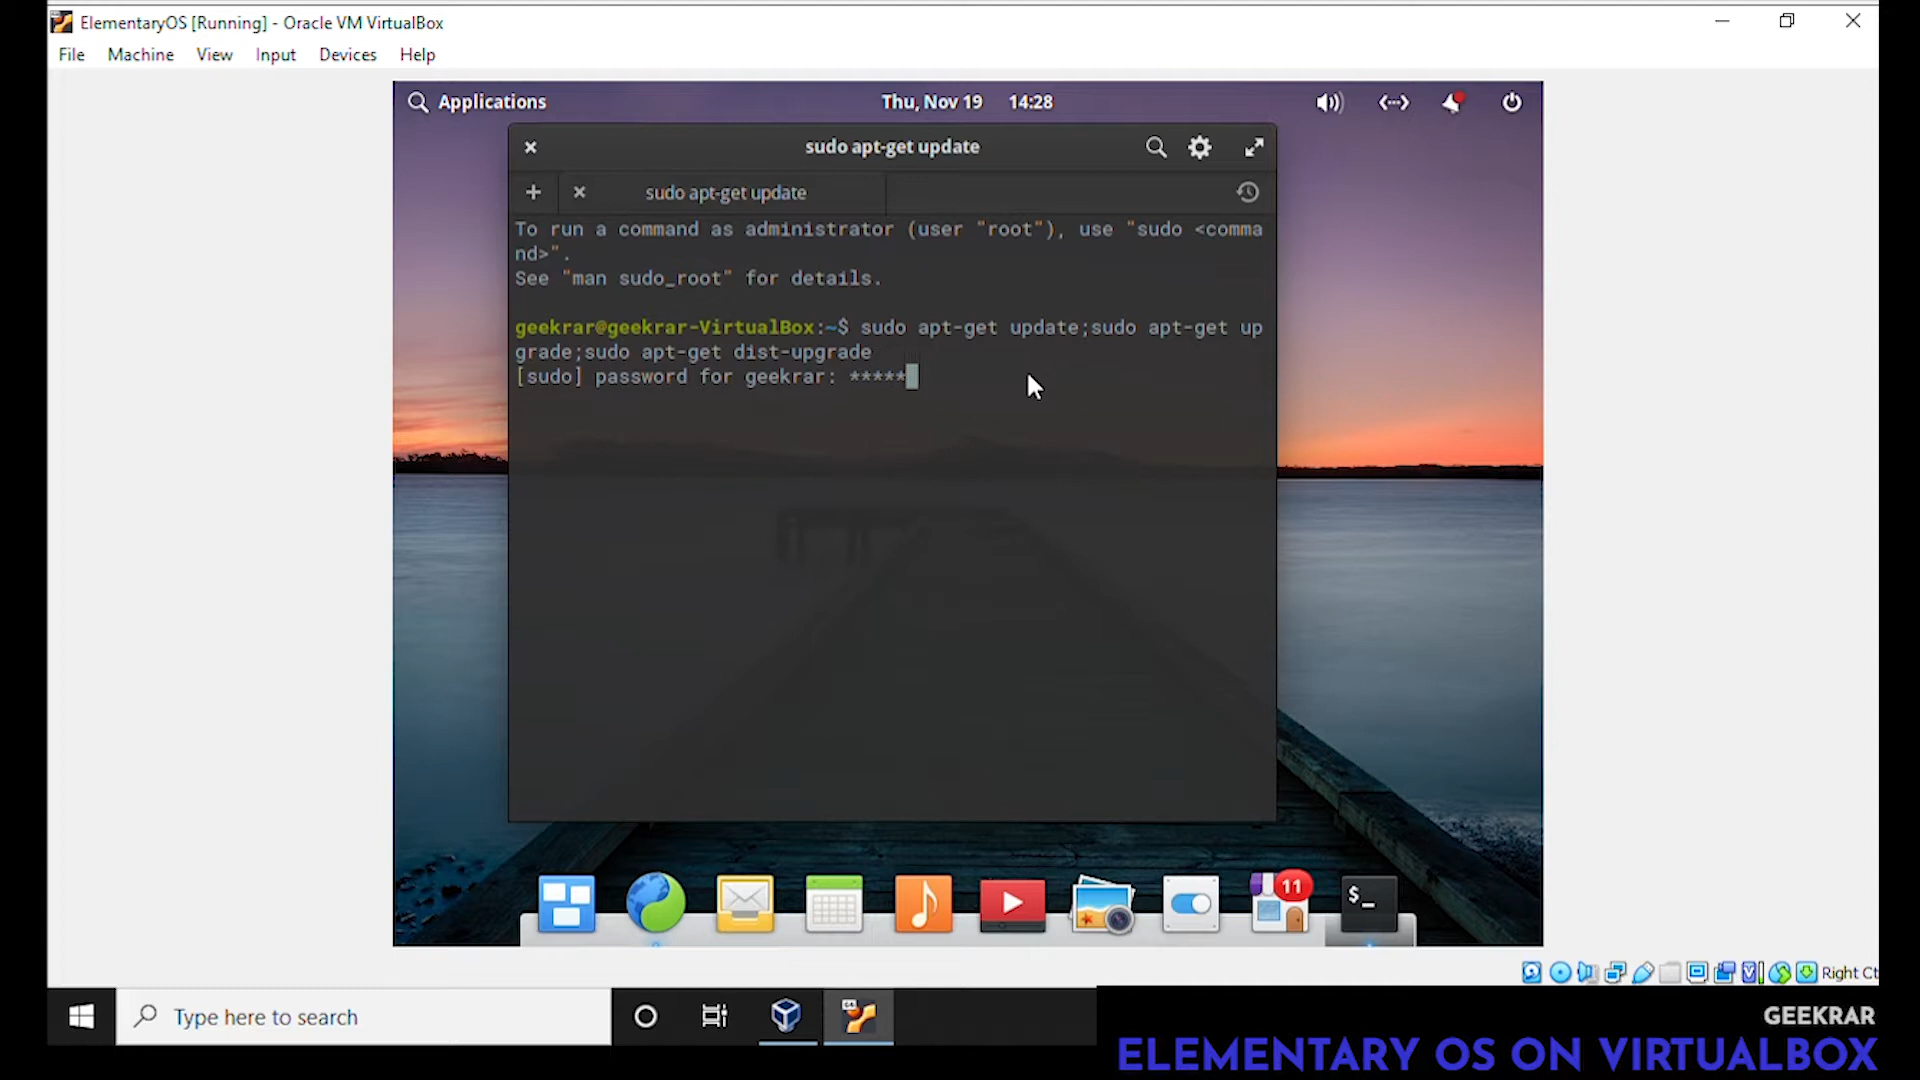 ElementaryOS [Running] - Oracle VM VirtualBox
File Machine View Input Devices Help
Applications
Thu, Nov 19 14:28
sudo apt-get update
sudo apt-get update
To run a command as administrator (user "root"), use "sudo <comma
nd>".
See "man sudo_root" for details.
geekrar@geekrar-VirtualBox:~$ sudo apt-get update;sudo apt-get up
grade;sudo apt-get dist-upgrade
[sudo] password for geekrar: *****
11
$_
Right Ct
Type here to search
GEEKRAR
ELEMENTARY OS ON VIRTUALBOX